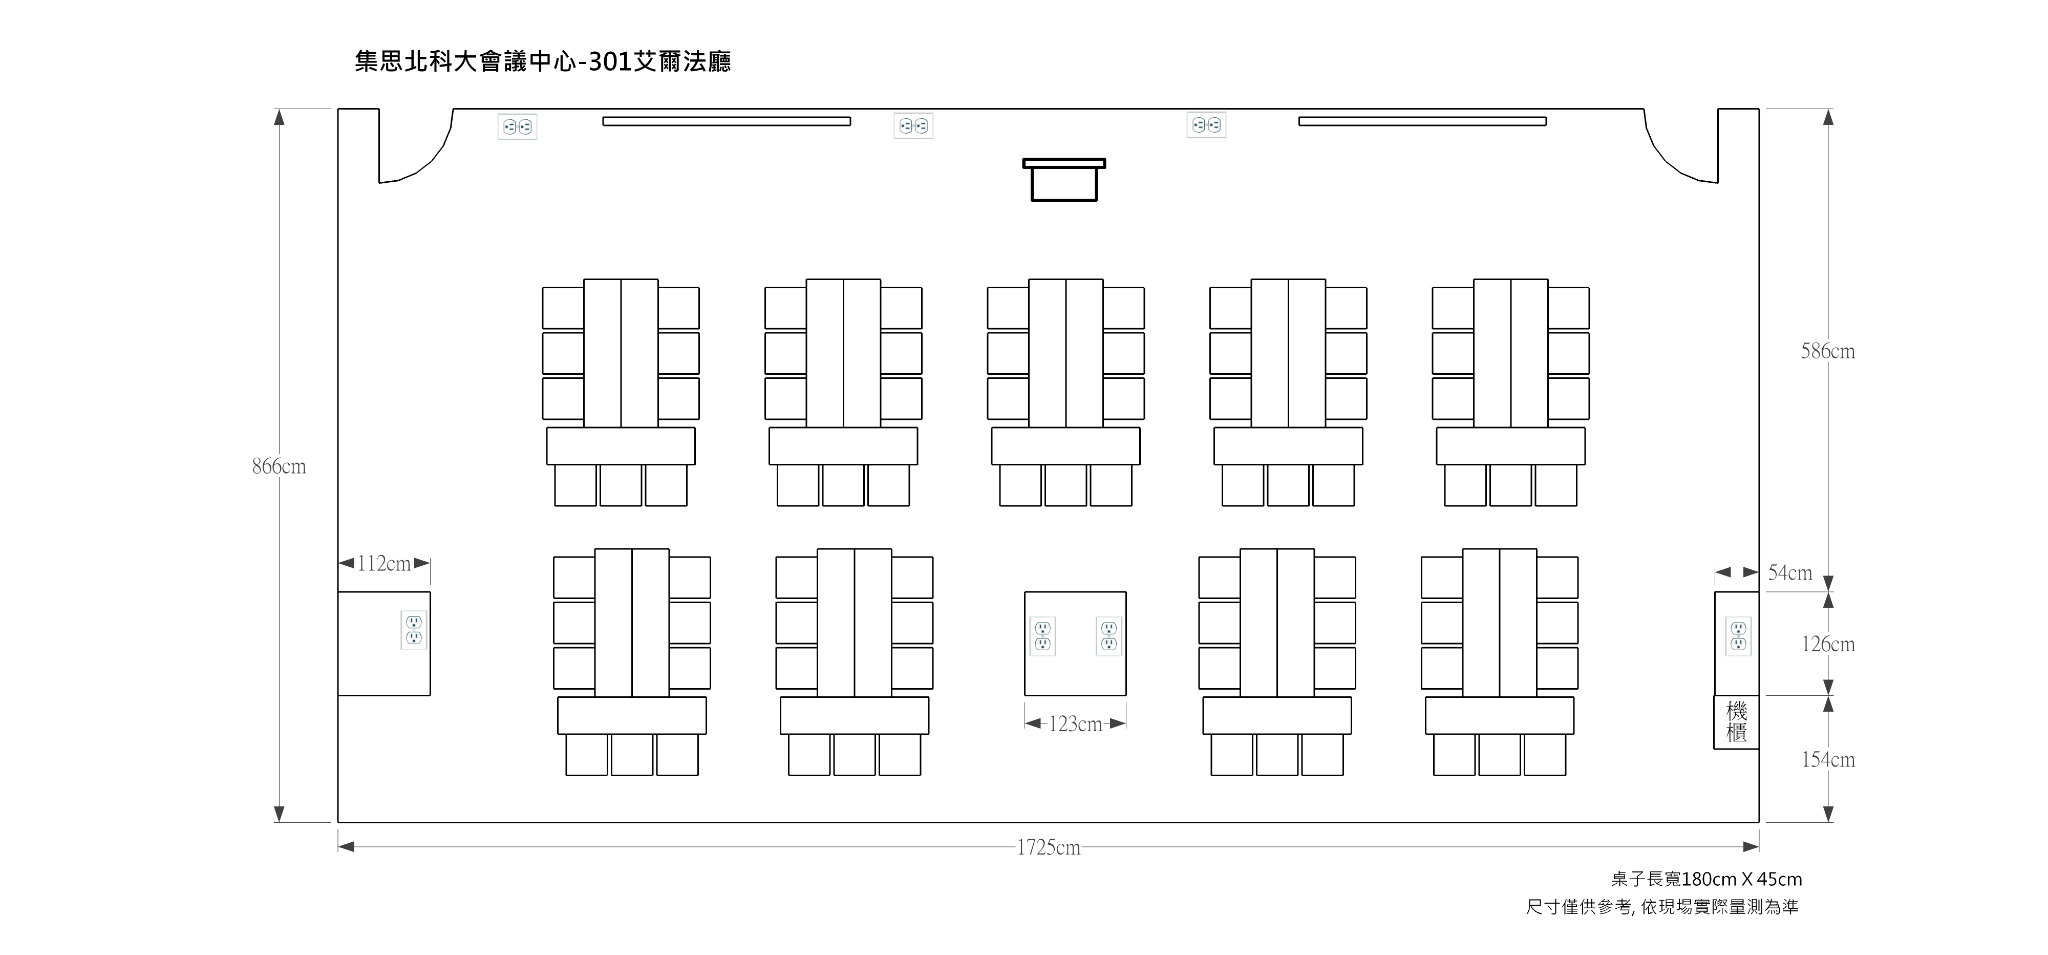 集思北科大會議中心-301艾爾法廳
586cm
866cm
112cm
54cm
126cm
機櫃
123cm
154cm
1725cm
桌子長寬180cm X 45cm
尺寸僅供參考, 依現場實際量測為準